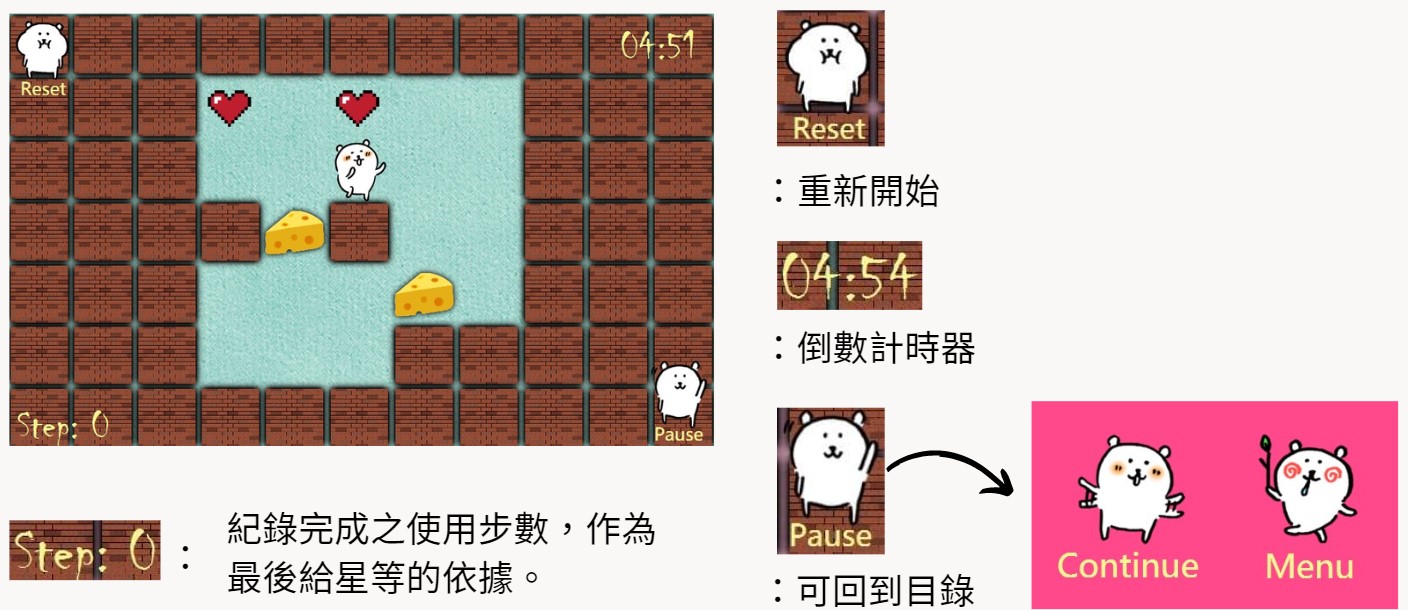 Reset
04:51
Step: 0
Pause
Step: 0
：
紀錄完成之使用步數，作為
最後給星等的依據。
Reset
：重新開始
04:54
：倒數計時器
Pause
：可回到目錄
Continue
Menu